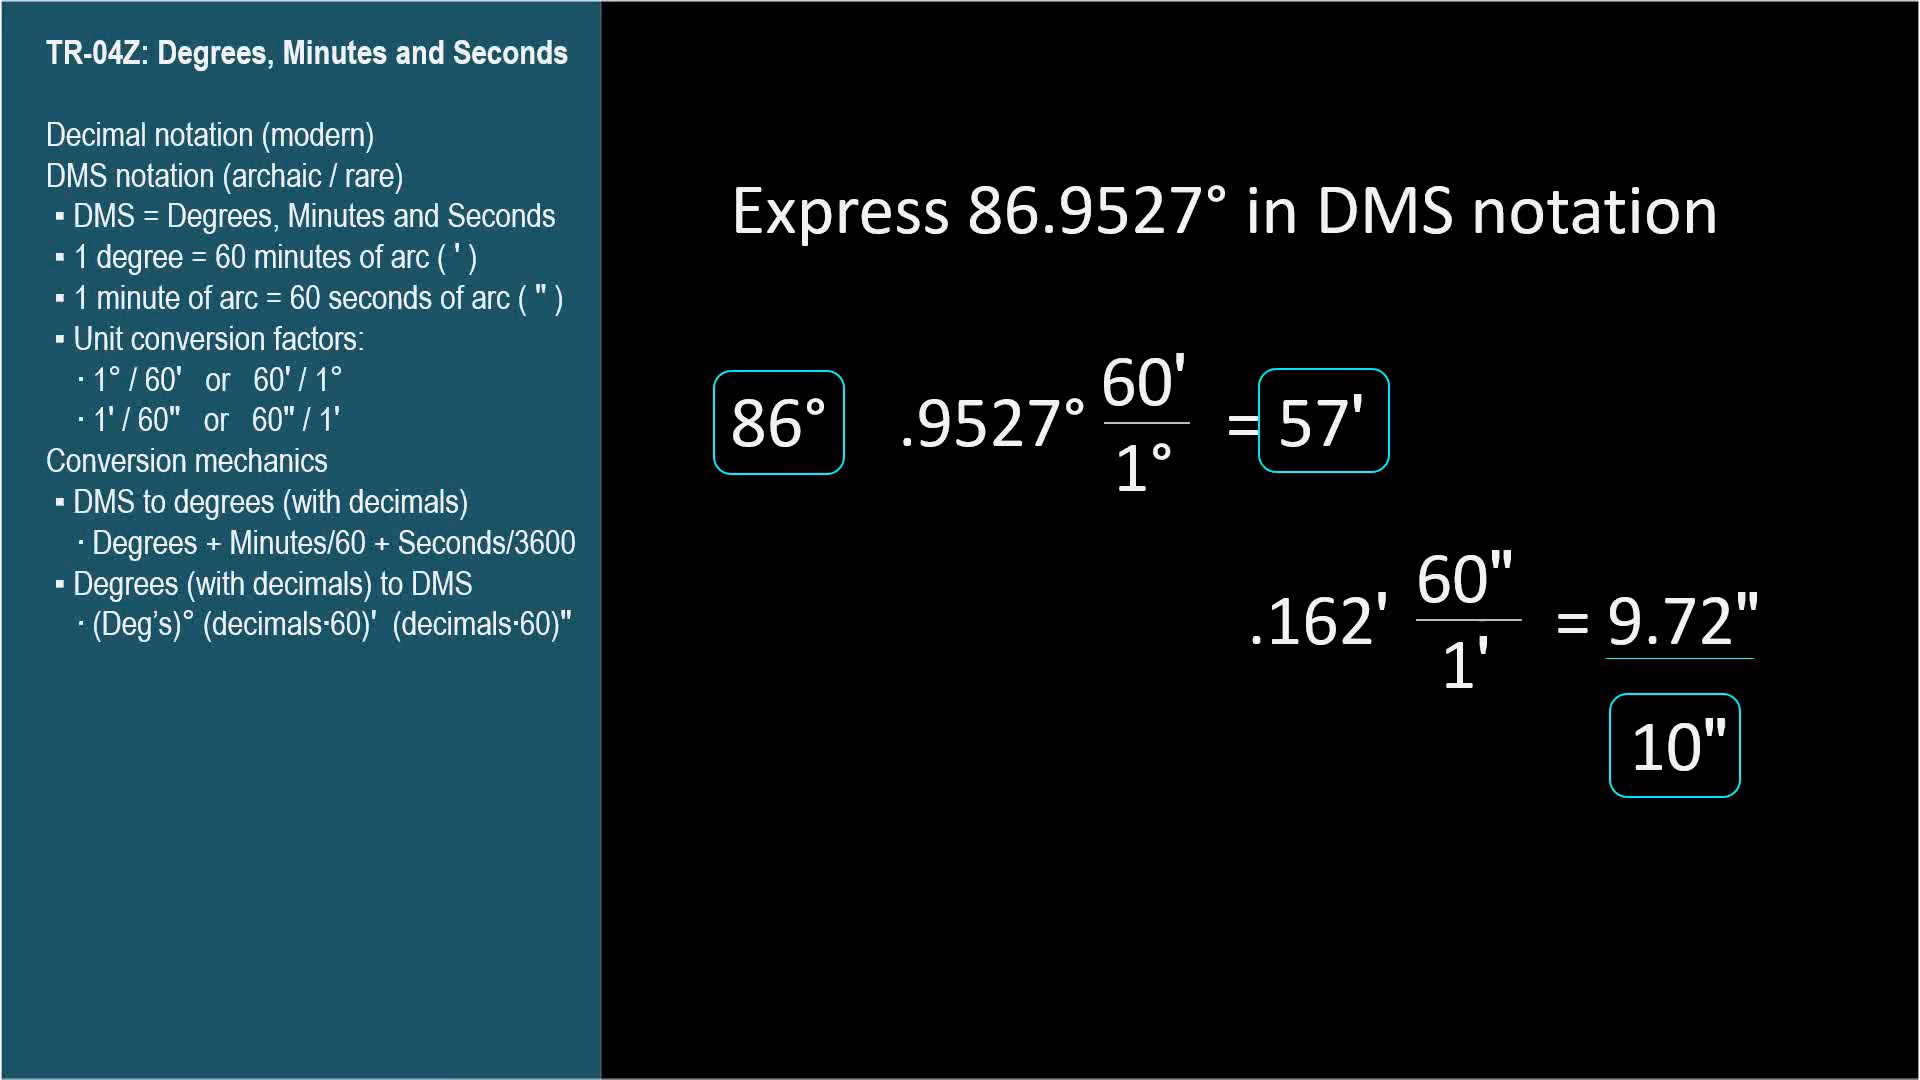 TR-04Z: Degrees, Minutes and Seconds
Decimal notation (modern)
DMS notation (archaic / rare)
▪ DMS = Degrees, Minutes and Seconds
▪ 1 degree = 60 minutes of arc ( ' )
▪ 1 minute of arc = 60 seconds of arc ( " )
▪ Unit conversion factors:
· 1° / 60' or 60' / 1°
· 1' / 60" or 60" / 1'
Conversion mechanics
▪ DMS to degrees (with decimals)
· Degrees + Minutes/60 + Seconds/3600
▪ Degrees (with decimals) to DMS
· (Deg’s)° (decimals·60)' (decimals·60)"
Express 86.9527° in DMS notation
86° .9527° 60' / 1° = 57'
.162' 60" / 1' = 9.72"
10"